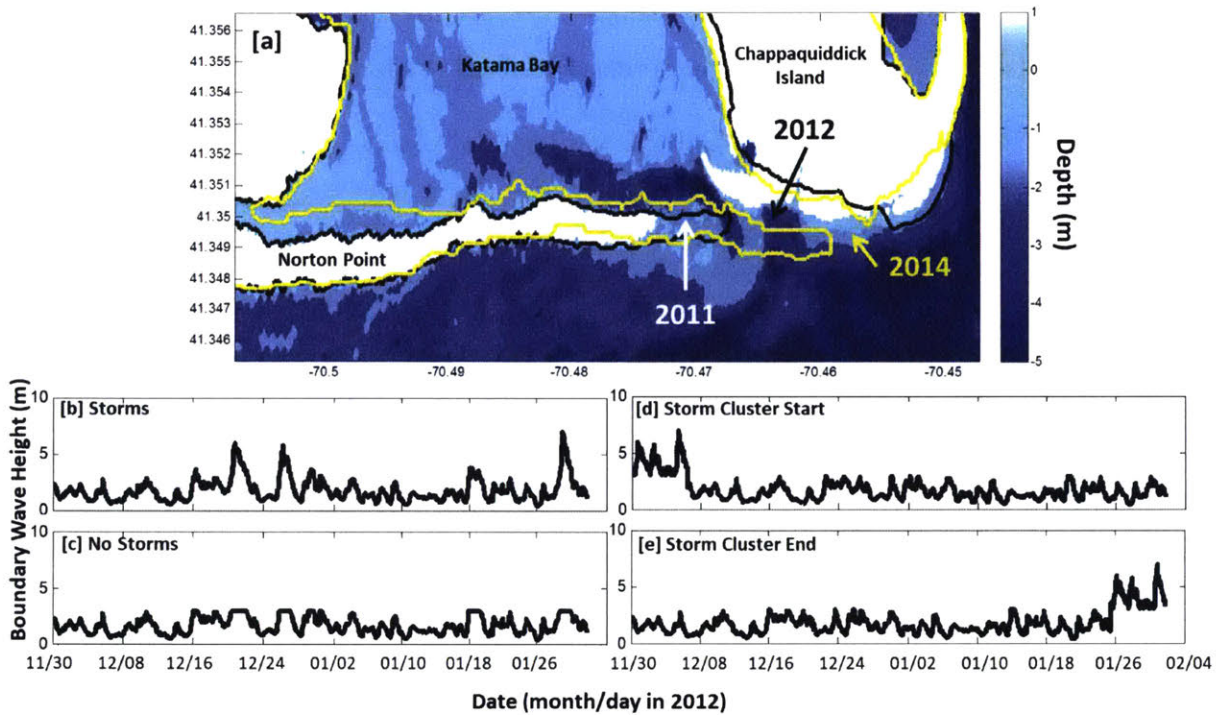 [a]
41.356
41.355
41.354
41.353
41.352
41.351
41.35
41.349
41.348
41.347
41.346
Katama Bay
Chappaquiddick
Island
2012
Norton Point
2011
2014
-70.5
-70.49
-70.48
-70.47
-70.46
-70.45
1
0
-1
-2
-3
-4
-5
Depth (m)
Boundary Wave Height (m)
10
5
0
[b] Storms
10
5
0
[c] No Storms
10
5
0
[d] Storm Cluster Start
10
5
0
[e] Storm Cluster End
11/30 12/08 12/16 12/24 01/02 01/10 01/18 01/26
11/30 12/08 12/16 12/24 01/02 01/10 01/18 01/26 02/04
Date (month/day in 2012)